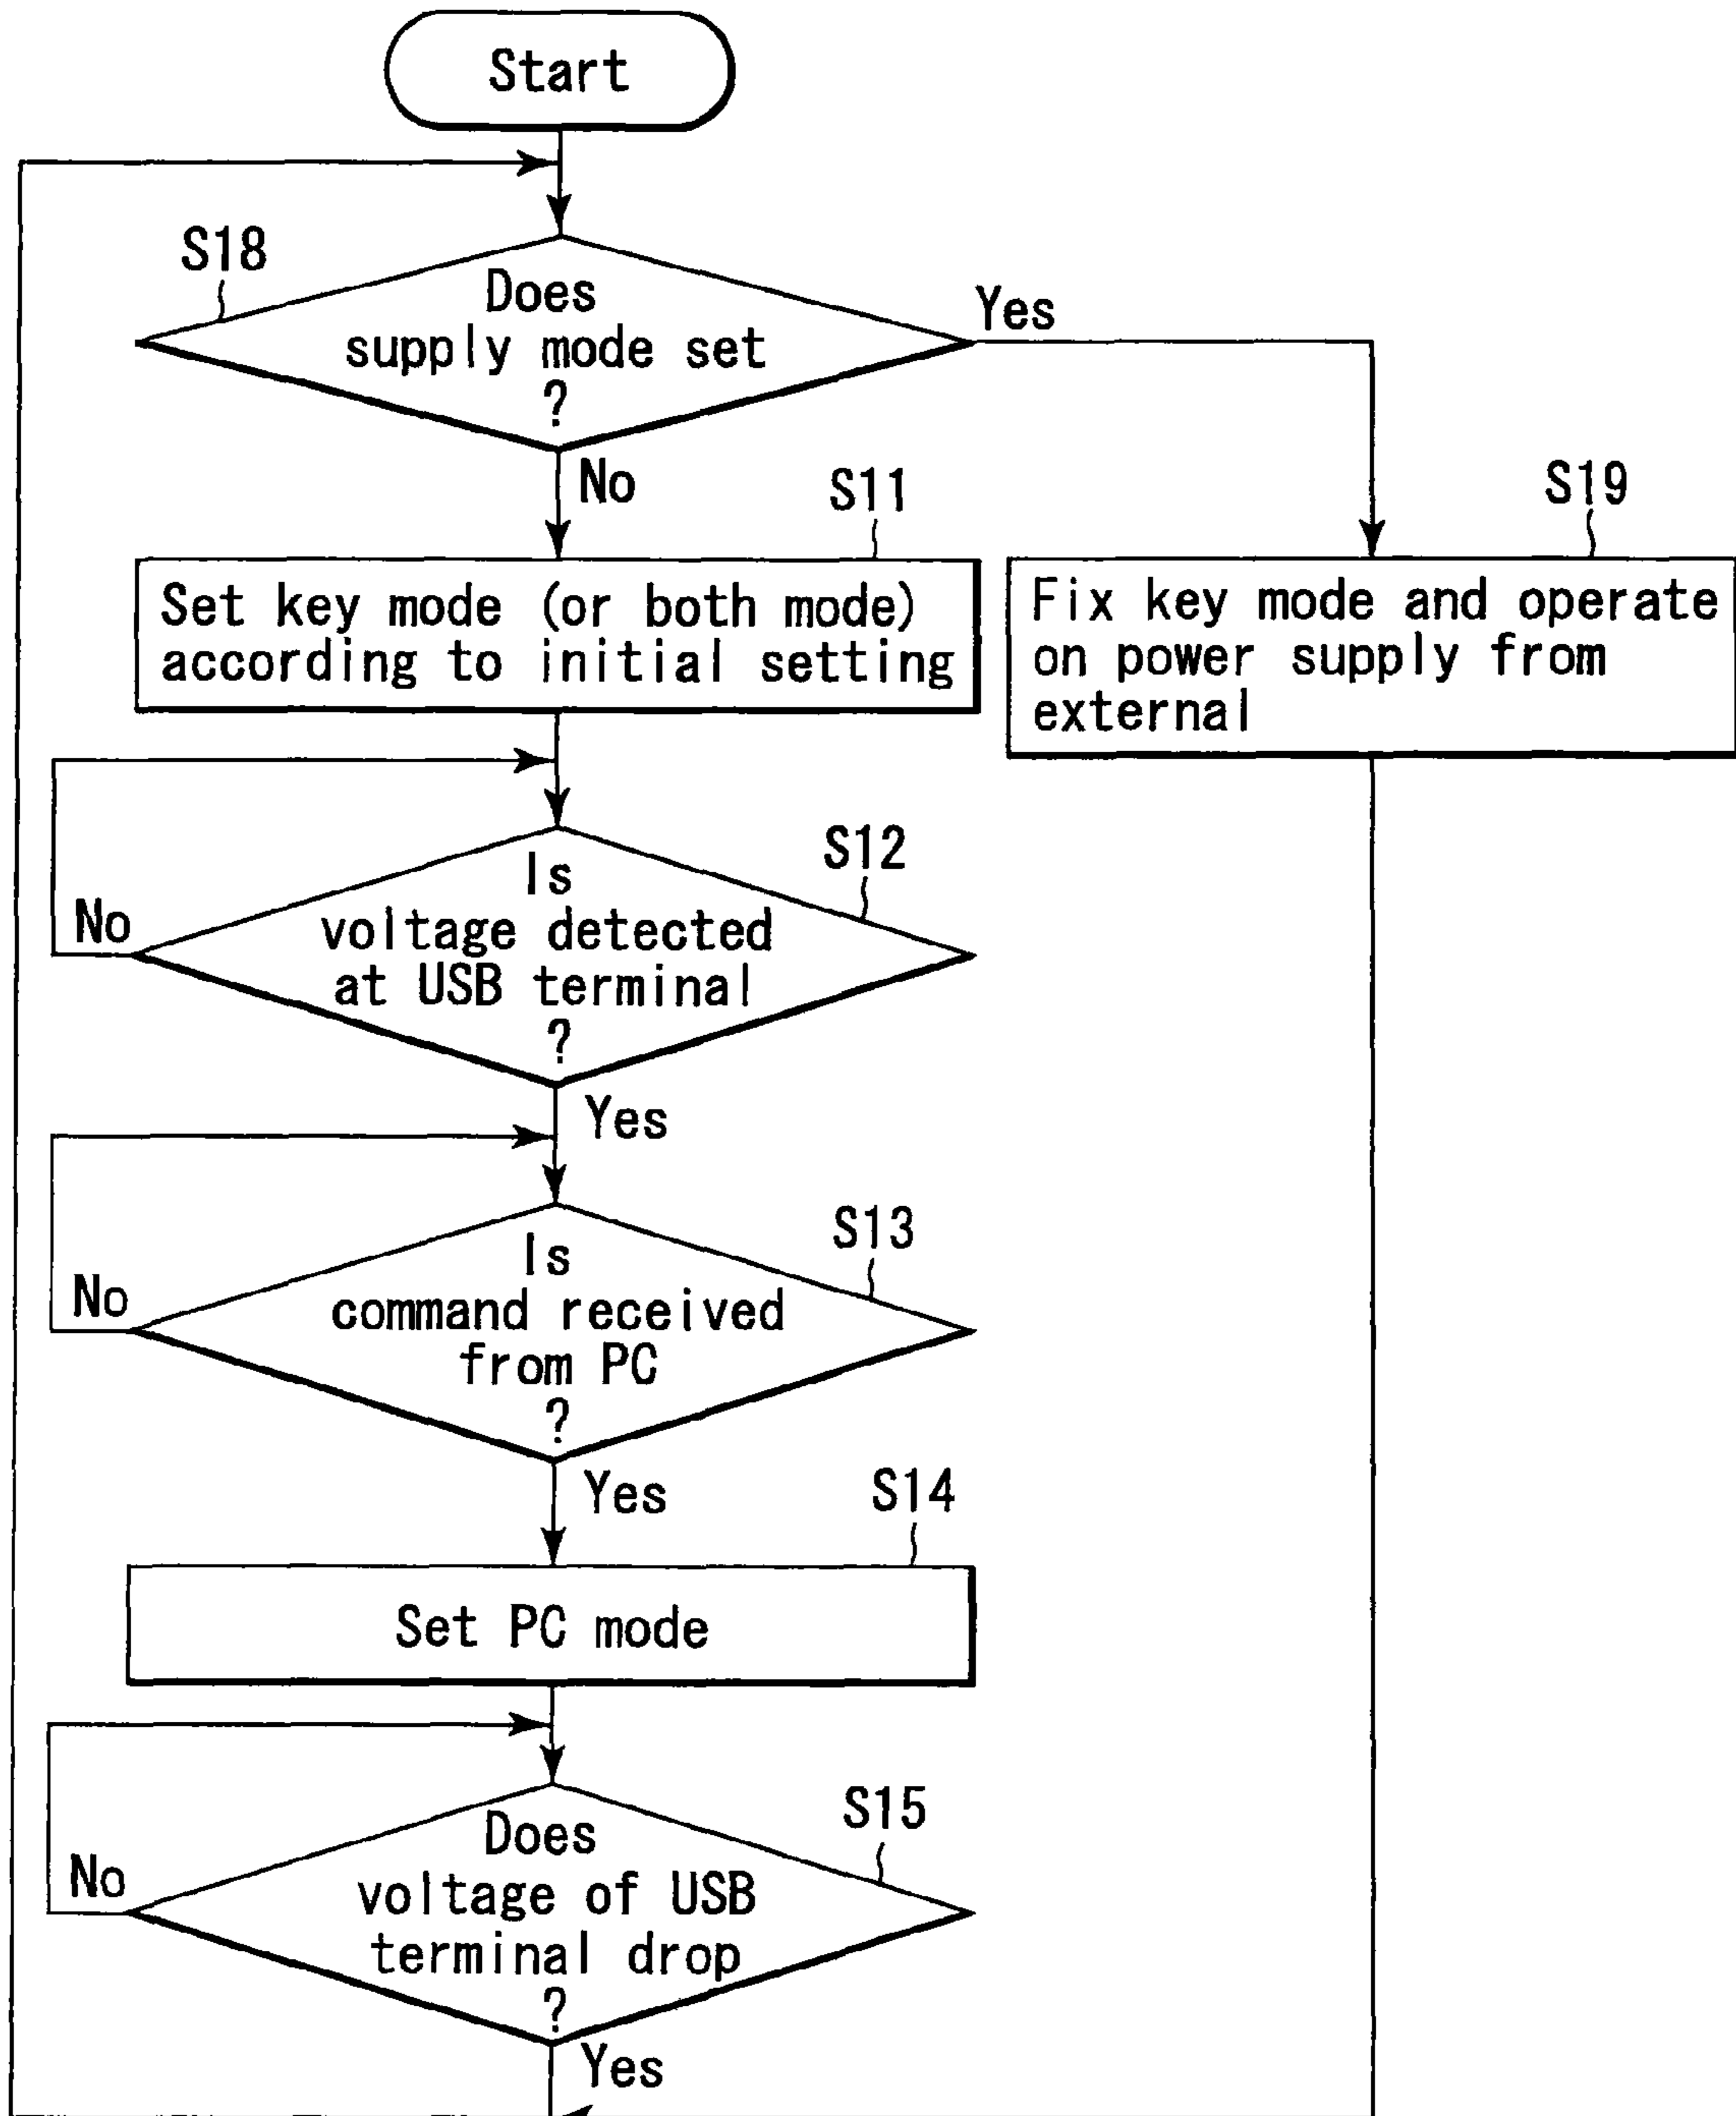 Start
S18
Does
supply mode set
?
Yes
No
S11
Set key mode (or both mode)
according to initial setting
S19
Fix key mode and operate
on power supply from
external
S12
Is
voltage detected
at USB terminal
?
No
Yes
S13
Is
command received
from PC
?
No
Yes
S14
Set PC mode
S15
Does
voltage of USB
terminal drop
?
No
Yes